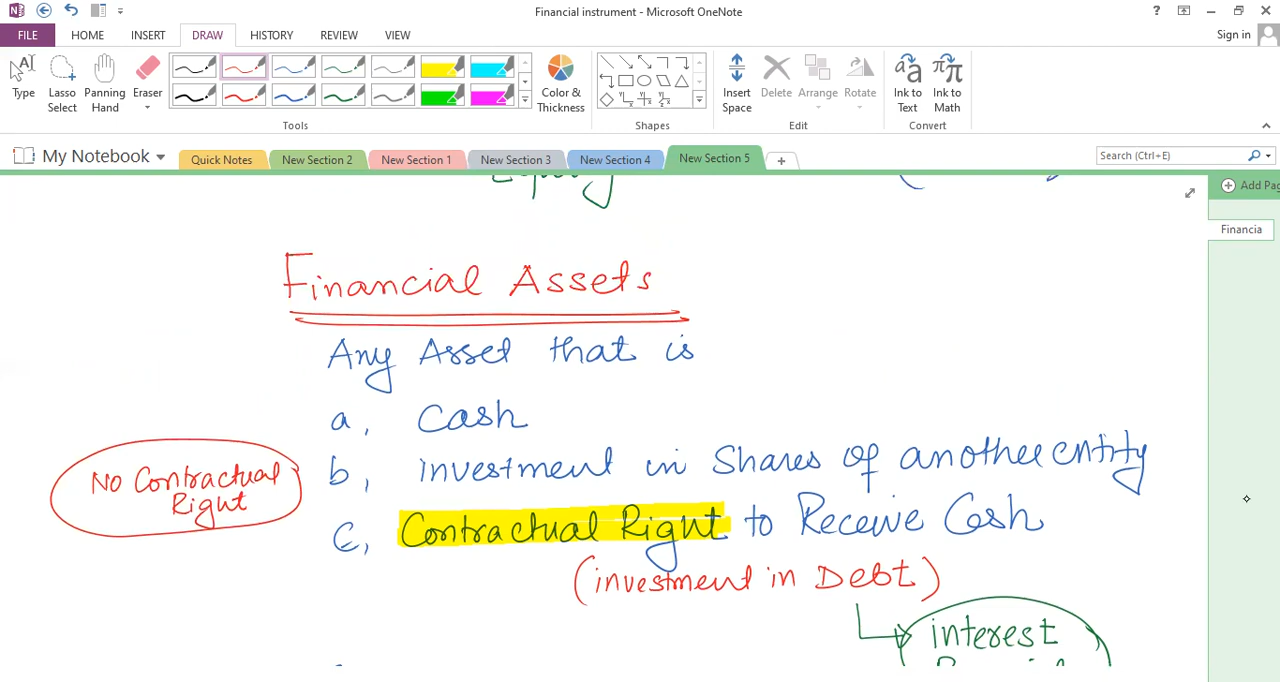 Financial instrument - Microsoft OneNote
Sign in
FILE HOME INSERT DRAW HISTORY REVIEW VIEW
Type
Lasso Select
Panning Hand
Eraser
Color & Thickness
Insert Space
Delete
Arrange
Rotate
Ink to Text
Ink to Math
Tools Shapes Edit Convert
My Notebook Quick Notes New Section 2 New Section 1 New Section 3 New Section 4 New Section 5
Search (Ctrl+E)
Add Pag
Financia
Equity
Financial Assets
Any Asset that is
a, Cash
b, investment in Shares of another entity
No Contractual
Right
C, Contractual Right to Receive Cash
(investment in Debt)
interest